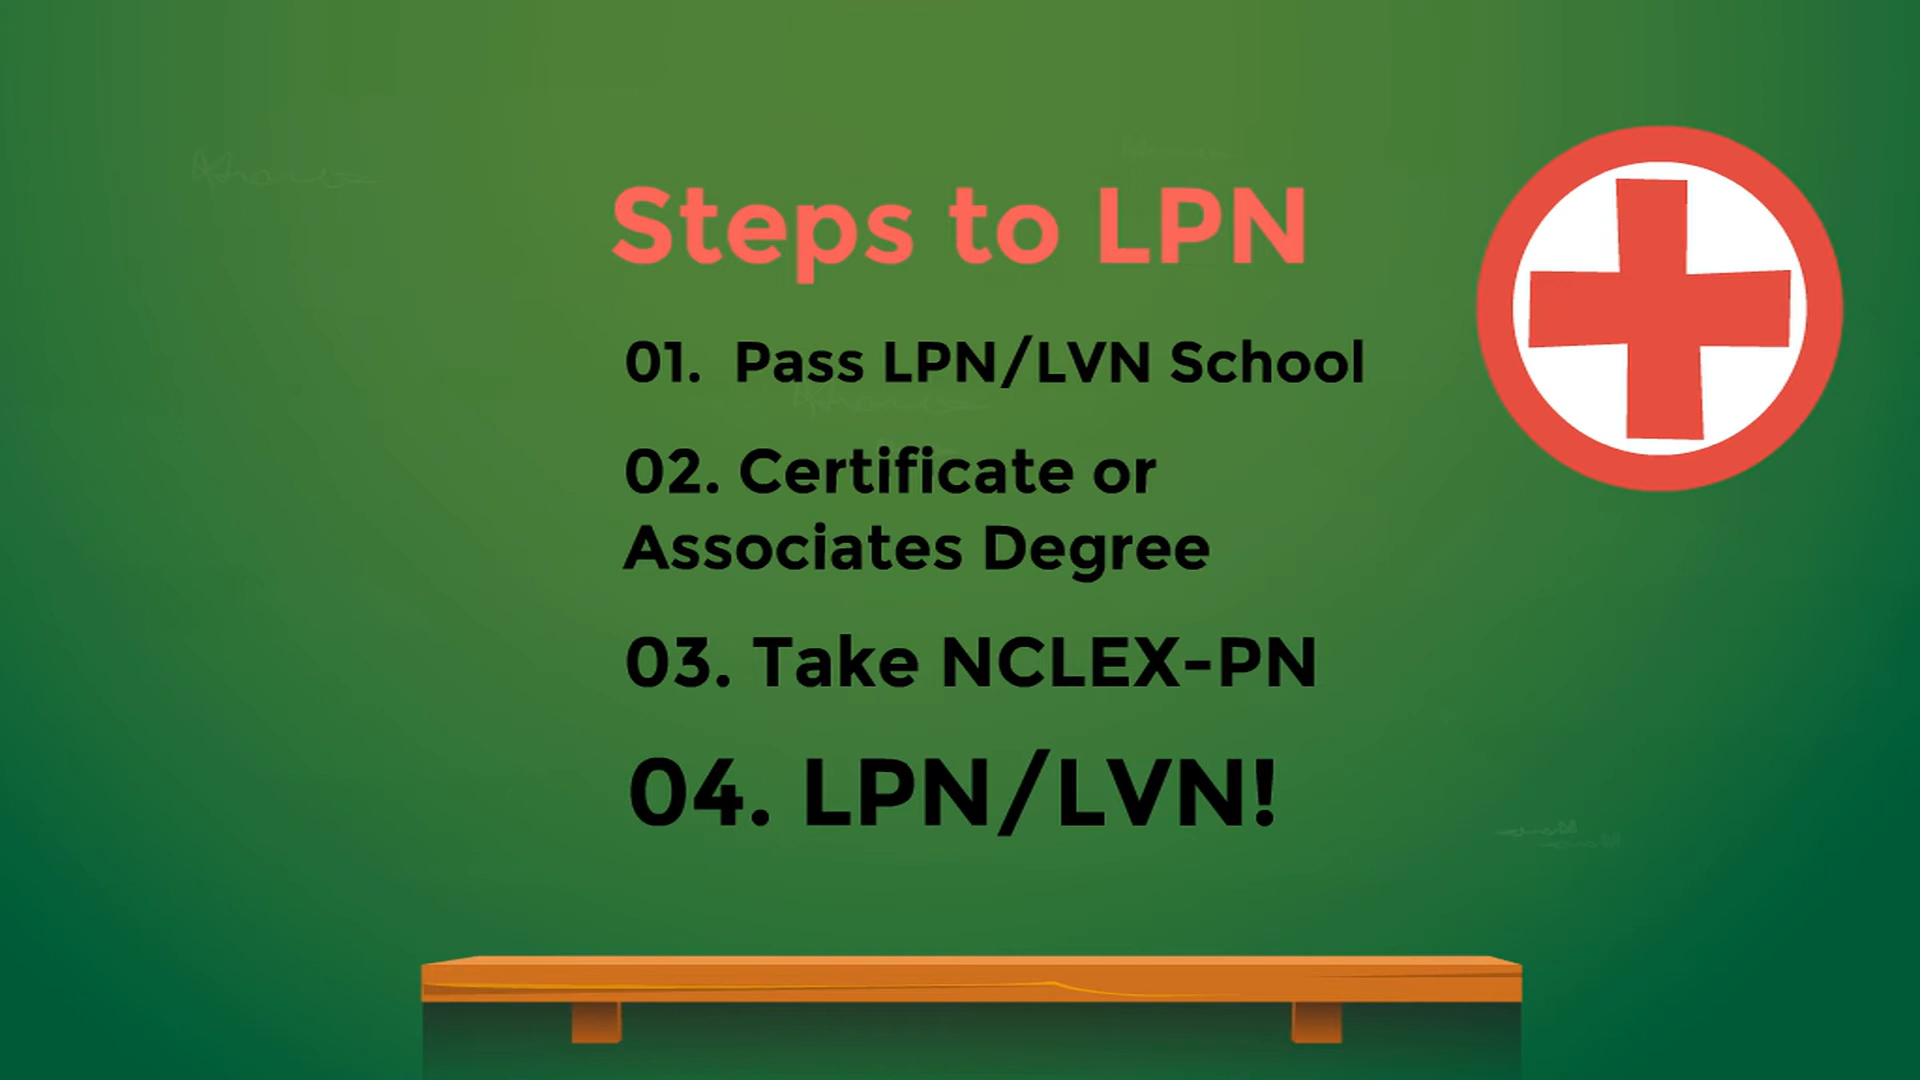 Steps to LPN
01. Pass LPN/LVN School
02. Certificate or
Associates Degree
03. Take NCLEX-PN
04. LPN/LVN!